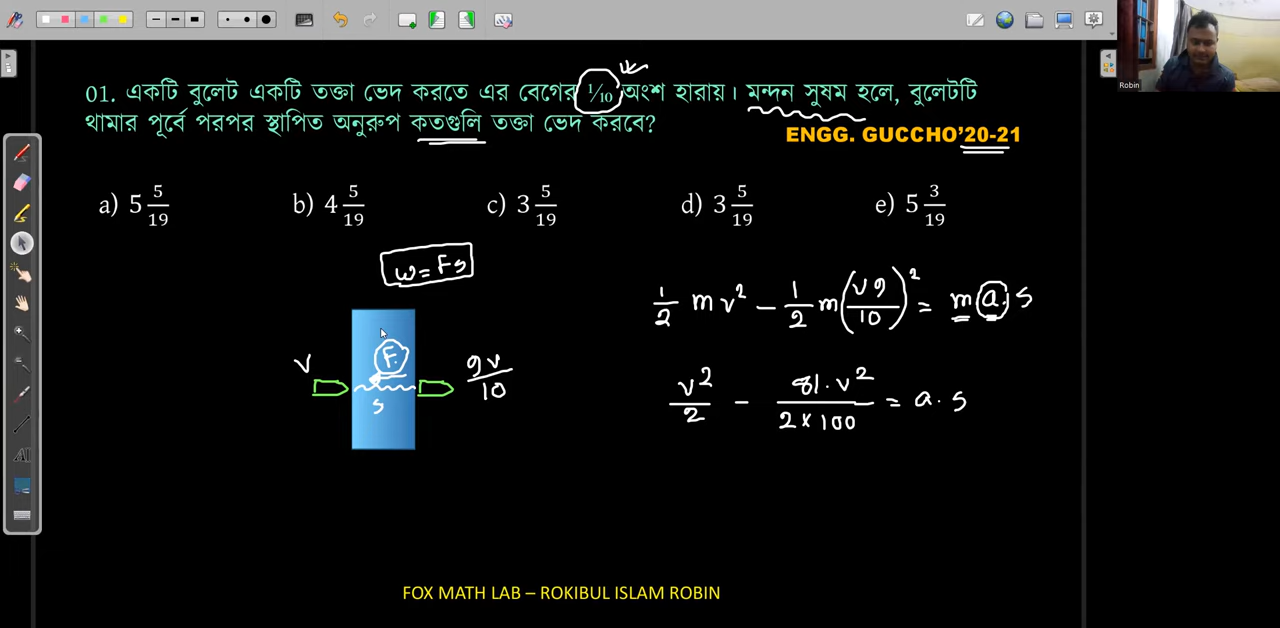 01. একটি বুলেট একটি তক্তা ভেদ করতে এর বেগের 1/10 অংশ হারায়। মন্দন সুষম হলে, বুলেটটি
থামার পূর্বে পরপর স্থাপিত অনুরুপ কতগুলি তক্তা ভেদ করবে?
ENGG. GUCCHO'20-21
a) 5 5/19 b) 4 5/19 c) 3 5/19 d) 3 5/19 e) 5 3/19
W = Fs
1/2 mv² - 1/2 m(v9/10)² = m a. s
v F. 9v/10
s
v²/2 - 81.v²/2×100 = a. s
FOX MATH LAB – ROKIBUL ISLAM ROBIN
Robin